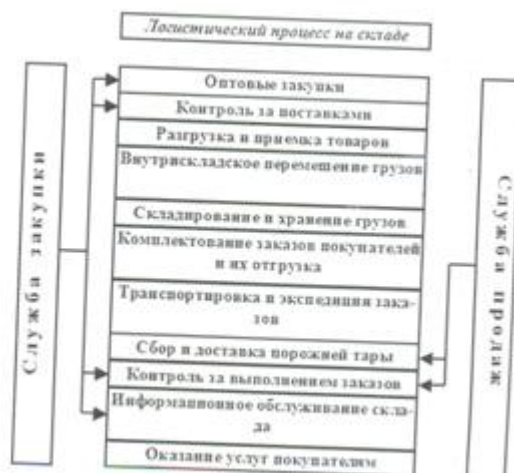 Логистический процесс на складе
Служба закупки
Оптовые закупки
Контроль за поставками
Разгрузка и приемка товаров
Внутрискладское перемешение грузов
Складирование и хранение грузов
Комплектование заказов покупателей
и их отгрузка
Транспортировка и экспедиция зака-
зов
Сбор и доставка порожней тары
Контроль за выполнением заказов
Информационное обслуживание скла-
да
Оказание услуг покупателям
Служба продаж